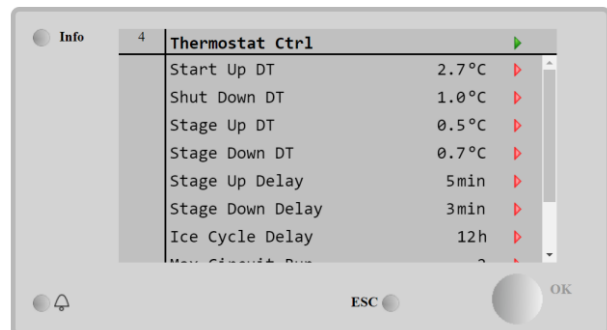 Info
4 Thermostat Ctrl
Start Up DT 2.7°C
Shut Down DT 1.0°C
Stage Up DT 0.5°C
Stage Down DT 0.7°C
Stage Up Delay 5min
Stage Down Delay 3min
Ice Cycle Delay 12h
ESC
OK